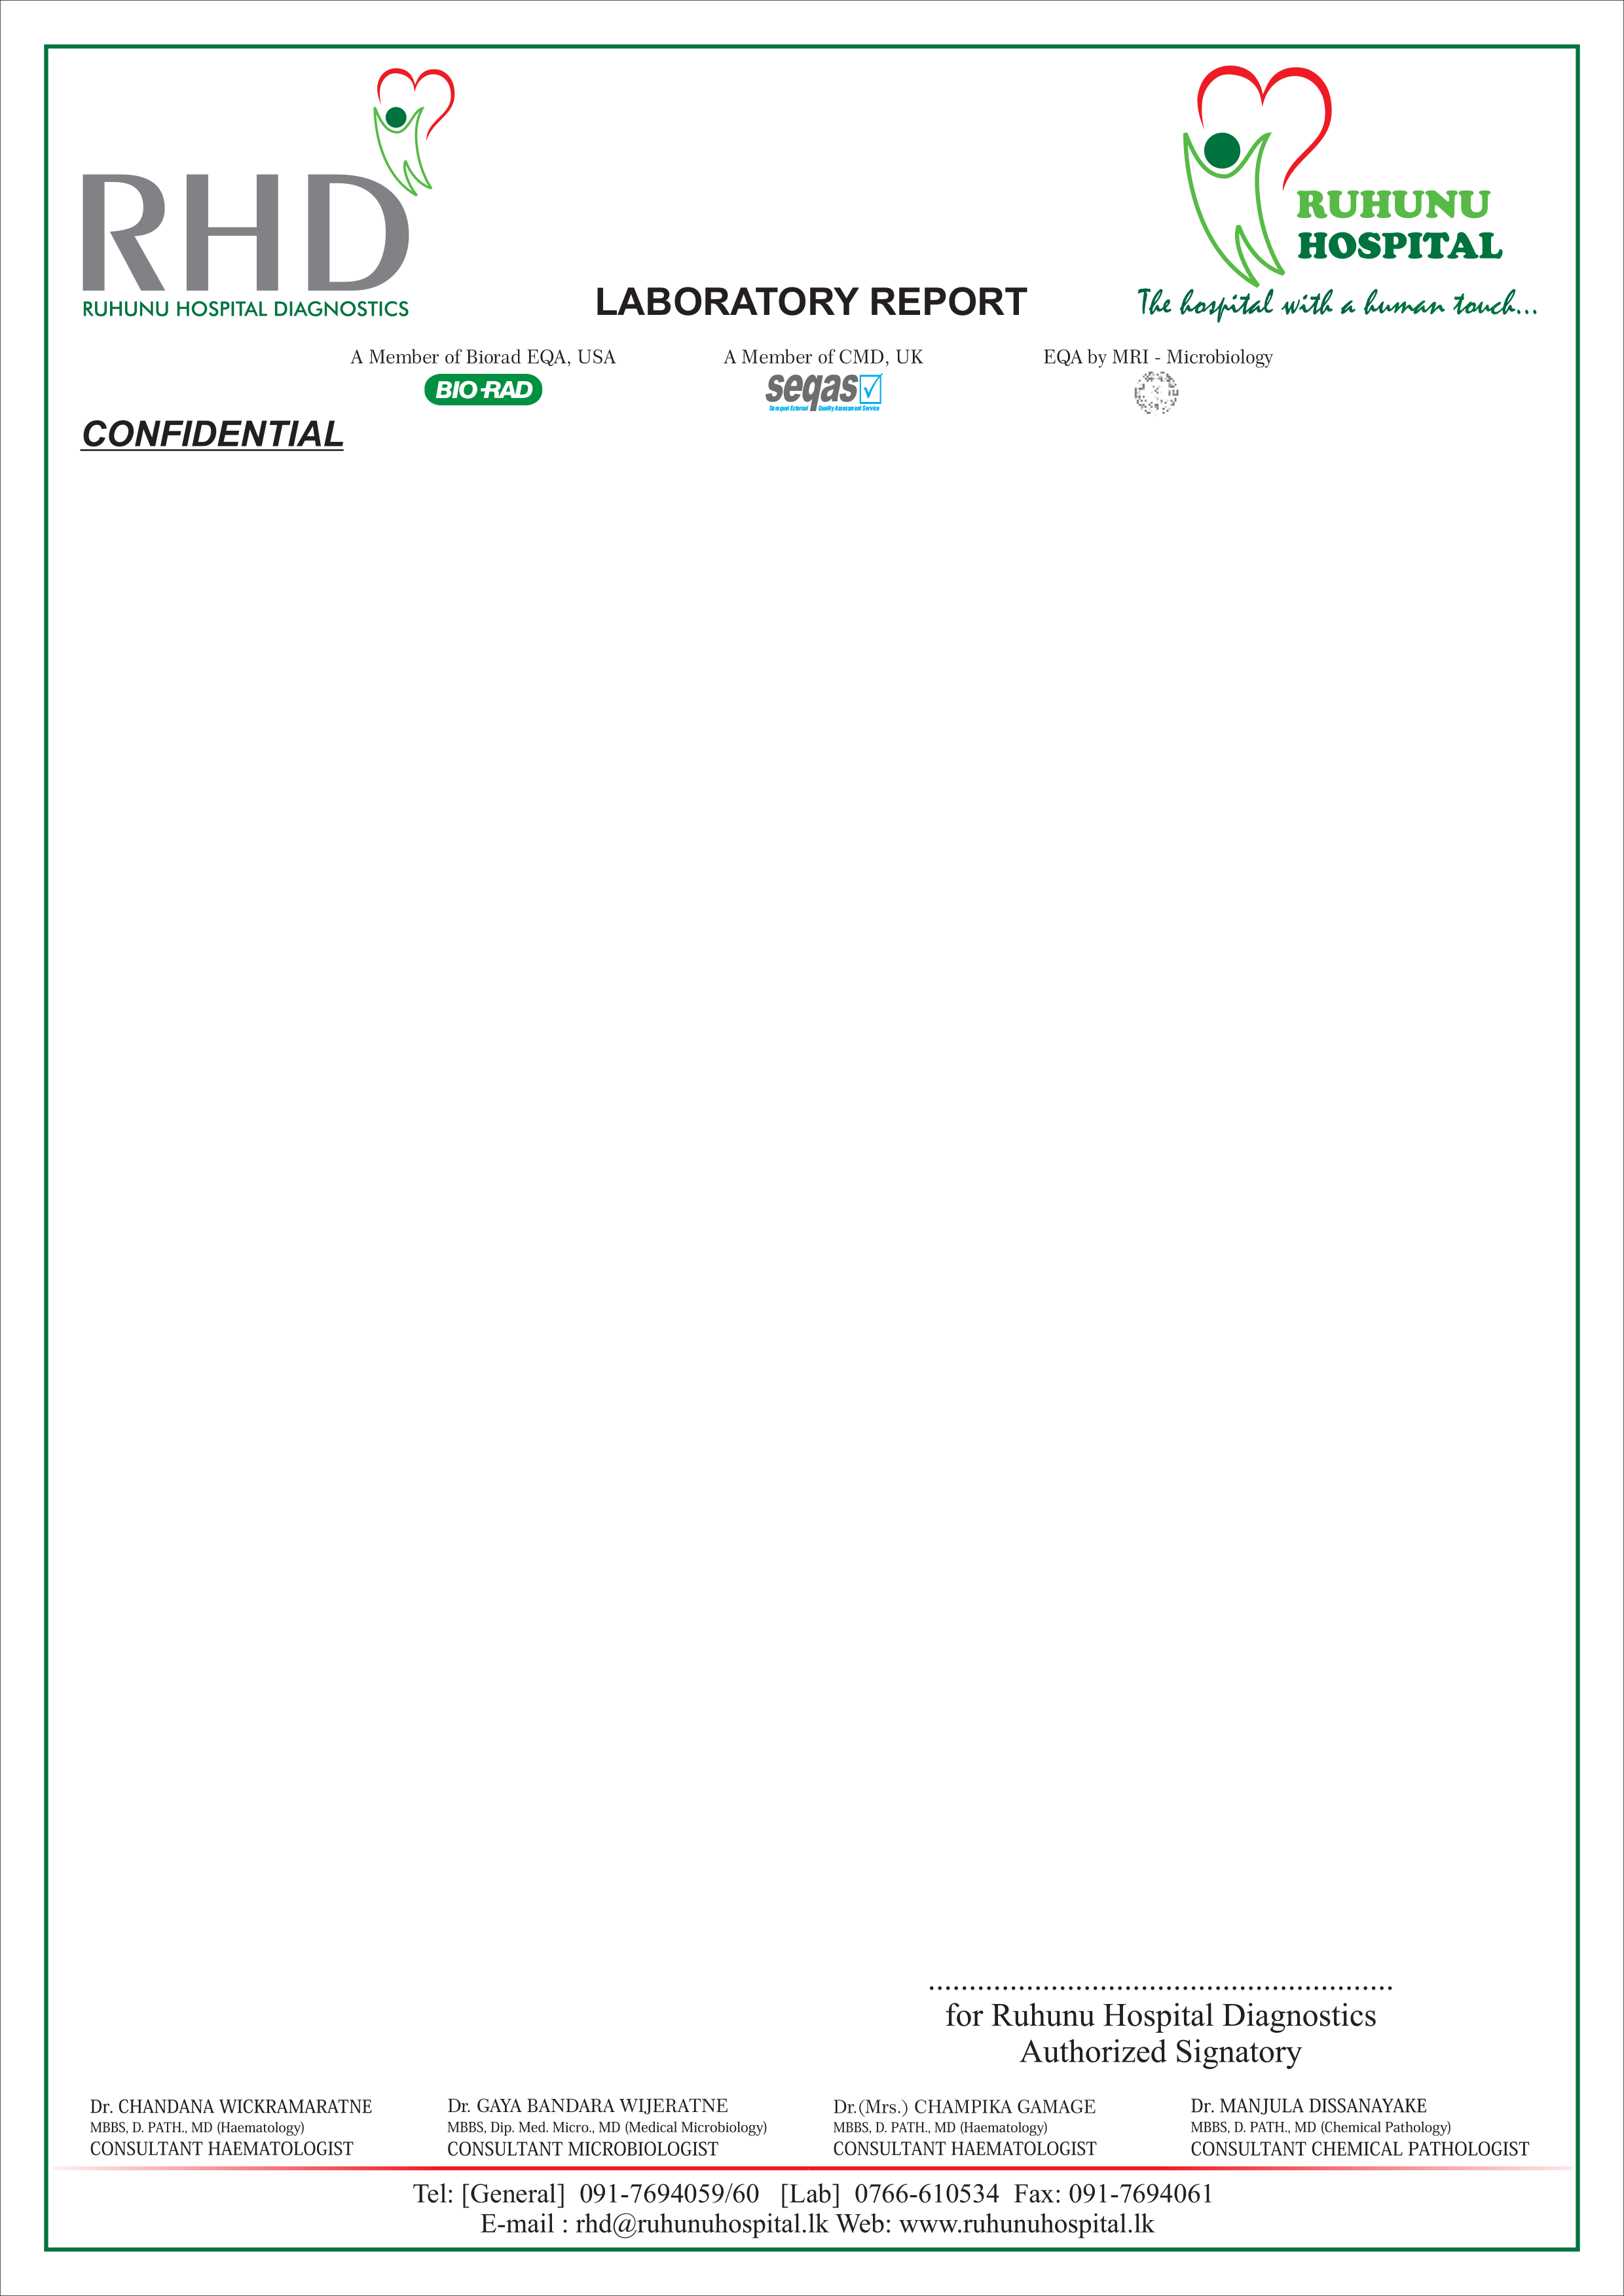 RHD
RUHUNU HOSPITAL DIAGNOSTICS
LABORATORY REPORT
RUHUNU
HOSPITAL
The hospital with a human touch...
A Member of Biorad EQA, USA
A Member of CMD, UK
EQA by MRI - Microbiology
BIO-RAD
seqas
Semqual External Quality Assessment Service
CONFIDENTIAL
for Ruhunu Hospital Diagnostics
Authorized Signatory
Dr. CHANDANA WICKRAMARATNE
MBBS, D. PATH., MD (Haematology)
CONSULTANT HAEMATOLOGIST
Dr. GAYA BANDARA WIJERATNE
MBBS, Dip. Med. Micro., MD (Medical Microbiology)
CONSULTANT MICROBIOLOGIST
Dr.(Mrs.) CHAMPIKA GAMAGE
MBBS, D. PATH., MD (Haematology)
CONSULTANT HAEMATOLOGIST
Dr. MANJULA DISSANAYAKE
MBBS, D. PATH., MD (Chemical Pathology)
CONSULTANT CHEMICAL PATHOLOGIST
Tel: [General] 091-7694059/60 [Lab] 0766-610534 Fax: 091-7694061
E-mail : rhd@ruhunuhospital.lk Web: www.ruhunuhospital.lk